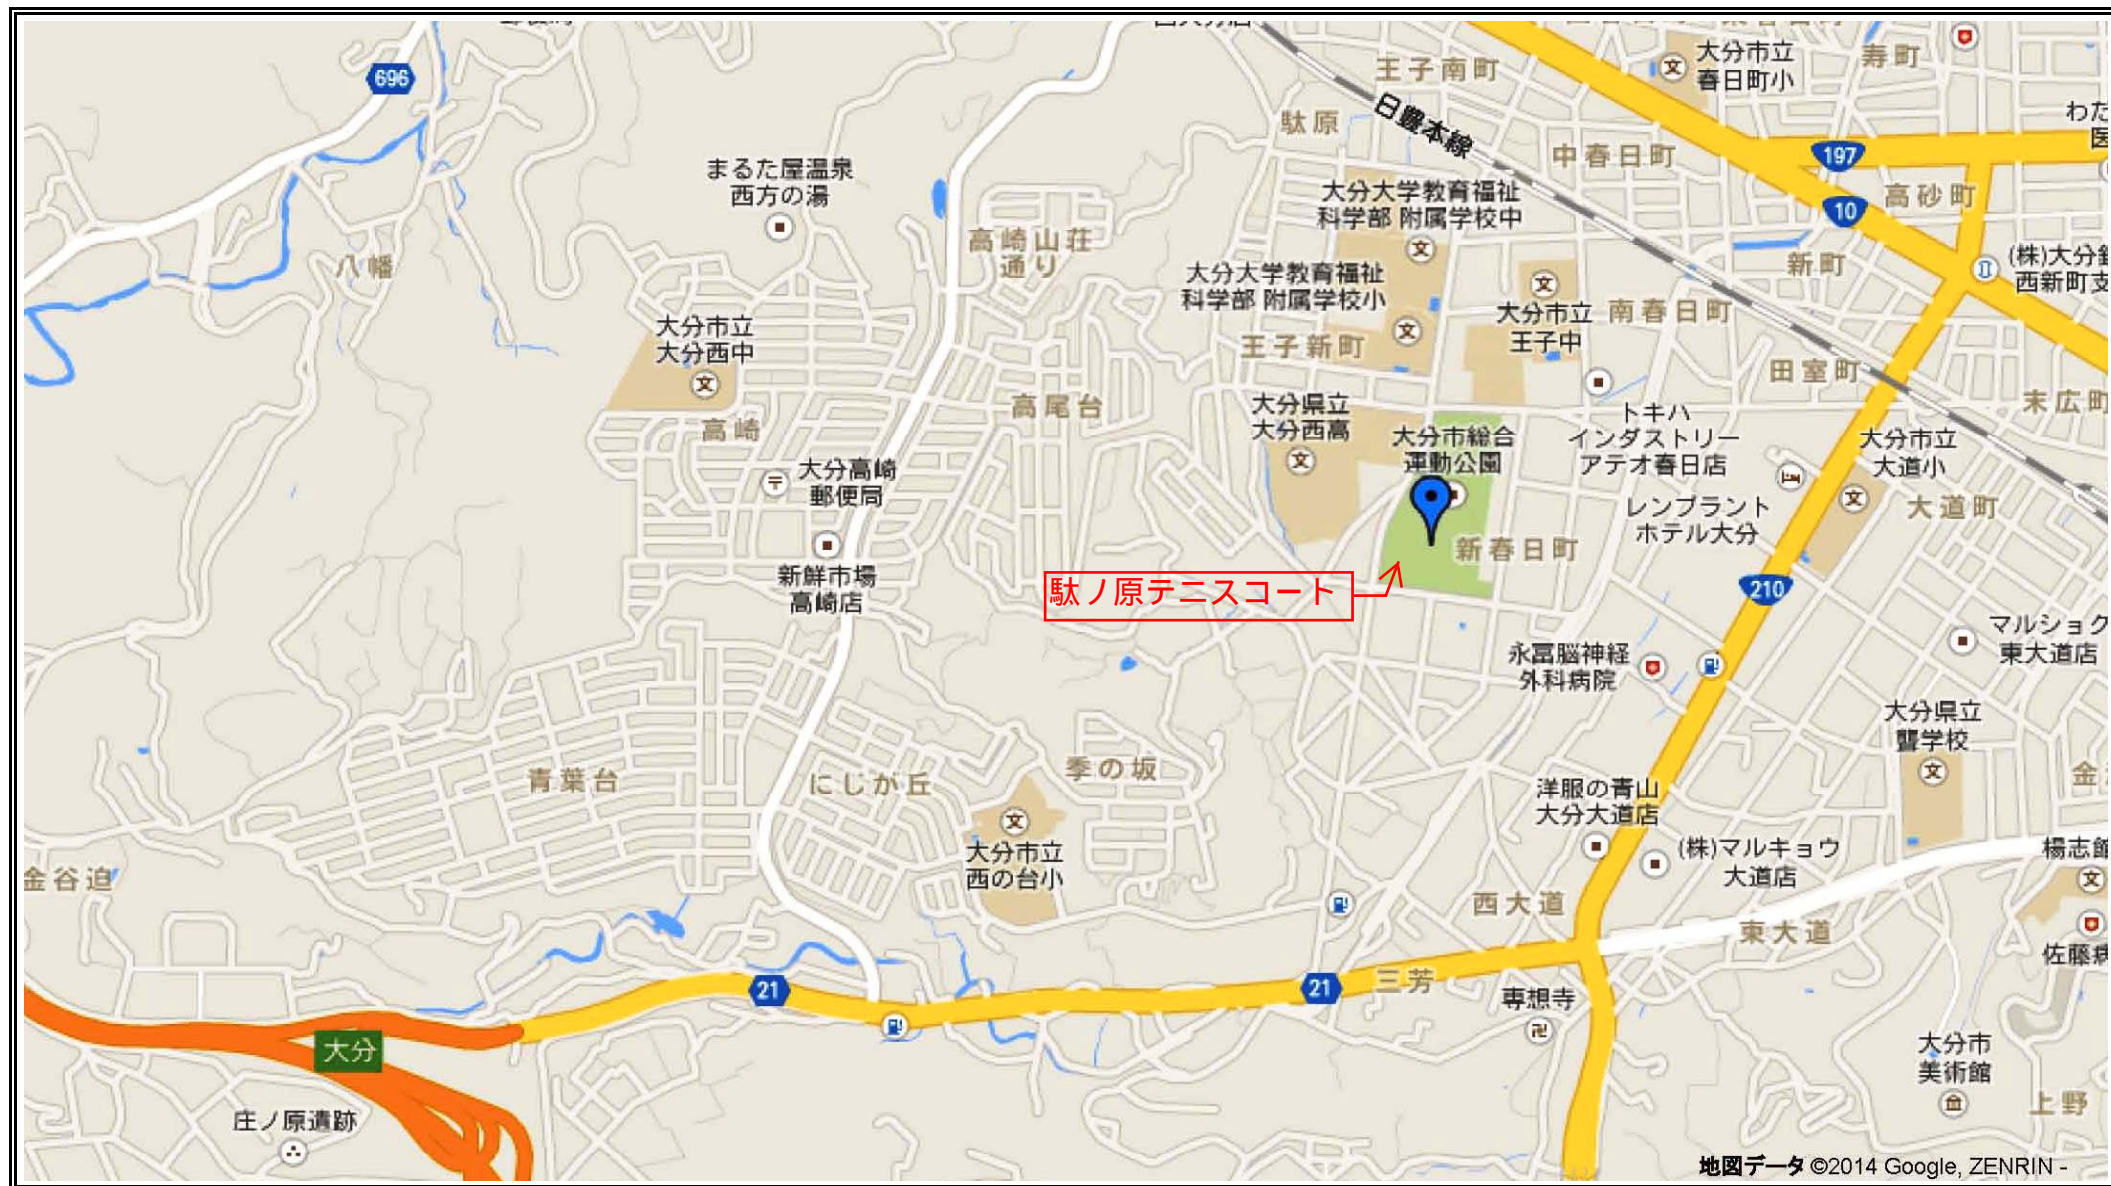 696
大分市立
春日町小
寿町
王子南町
駄原
日豊本線
中春日町
197
高砂町
10
まるた屋温泉
西方の湯
大分大学教育福祉
科学部 附属学校中
高崎山荘
通り
八幡
大分大学教育福祉
科学部 附属学校小
新町
大分市立
王子中
南春日町
大分市立
大分西中
王子新町
田室町
高尾台
大分県立
大分西高
末広町
高崎
大分市総合
運動公園
トキハ
インダストリー
アテオ春日店
大分市立
大道小
大分高崎
郵便局
レンブラント
ホテル大分
大道町
新春日町
新鮮市場
高崎店
駄ノ原テニスコート
210
マルショク
東大道店
永冨脳神経
外科病院
大分県立
聾学校
季の坂
青葉台
にじが丘
洋服の青山
大分大道店
大分市立
西の台小
(株)マルキョウ
大道店
金谷迫
西大道
東大道
21
21
三芳
専想寺
大分
大分市
美術館
庄ノ原遺跡
上野
地図データ ©2014 Google, ZENRIN -